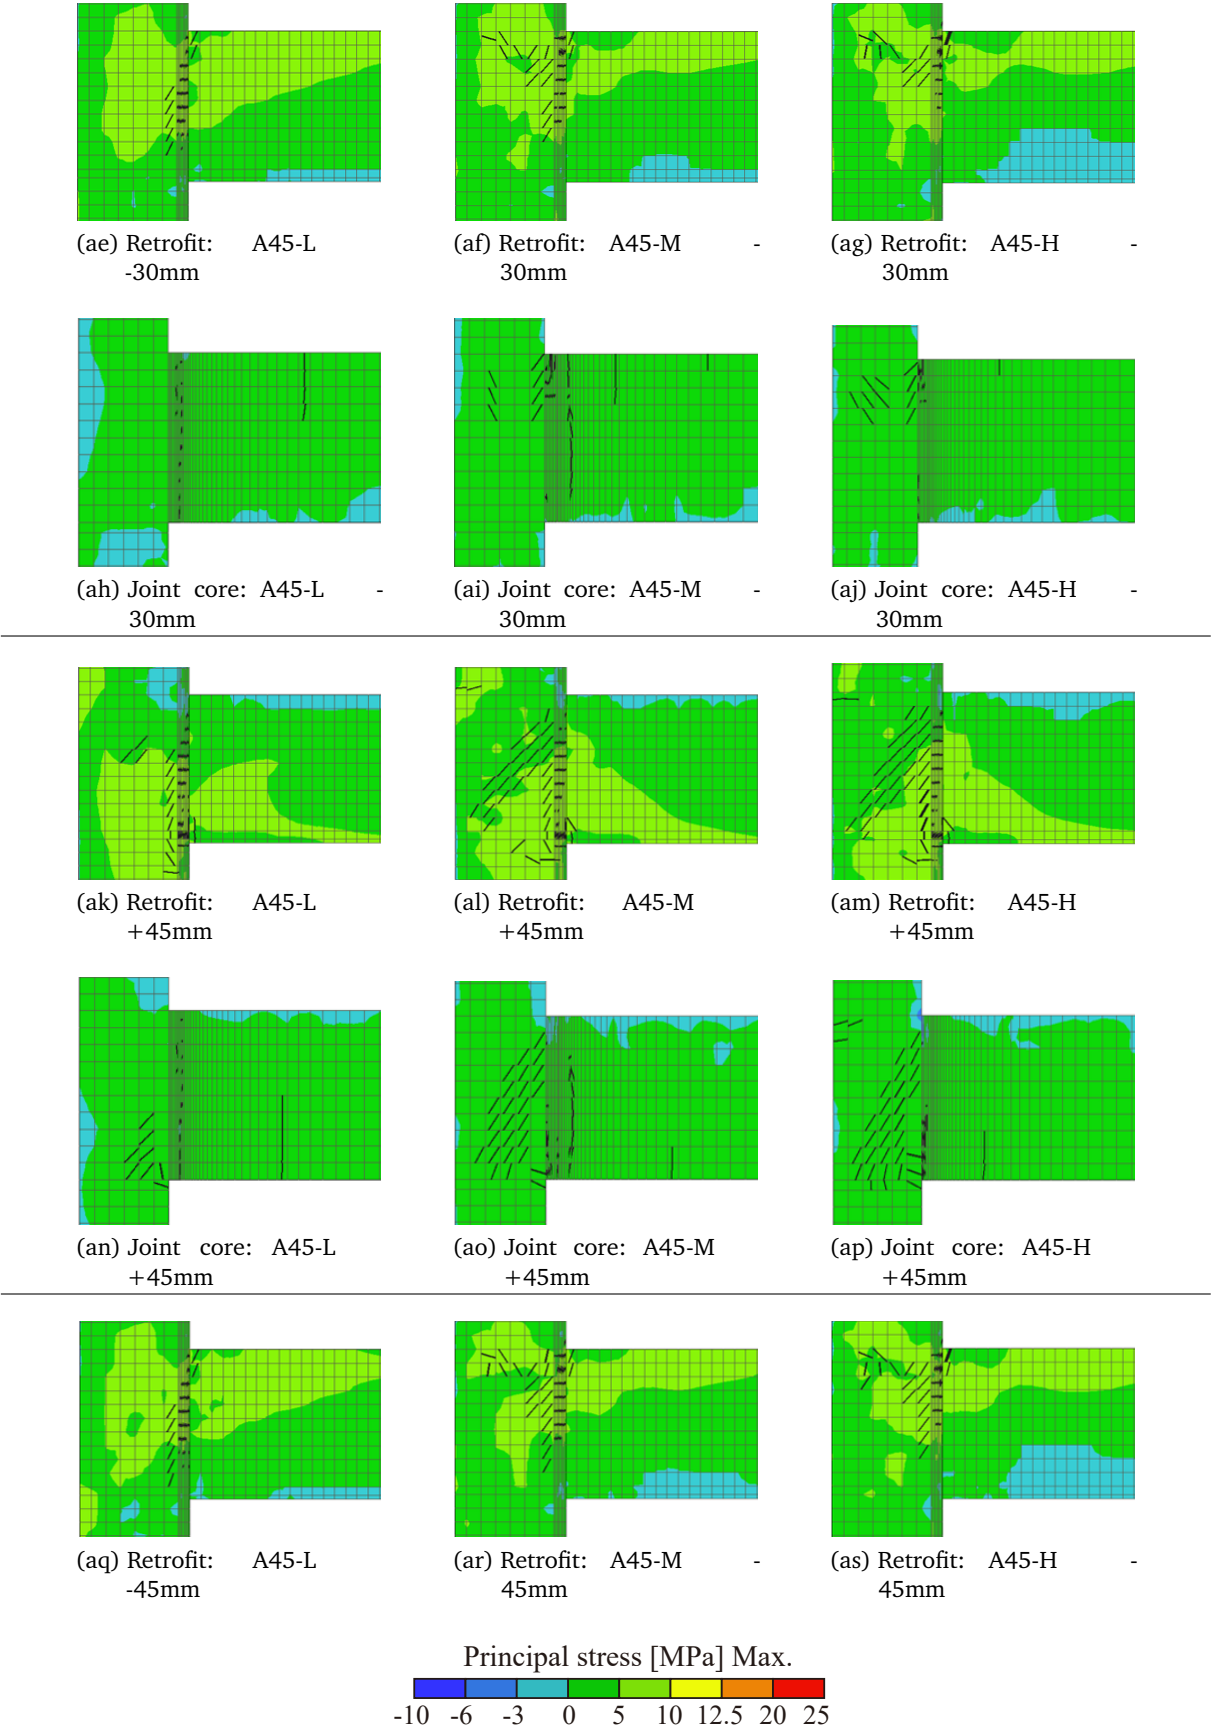 (ae) Retrofit: A45-L
-30mm
(af) Retrofit: A45-M -
30mm
(ag) Retrofit: A45-H -
30mm
(ah) Joint core: A45-L -
30mm
(ai) Joint core: A45-M -
30mm
(aj) Joint core: A45-H -
30mm
(ak) Retrofit: A45-L
+45mm
(al) Retrofit: A45-M
+45mm
(am) Retrofit: A45-H
+45mm
(an) Joint core: A45-L
+45mm
(ao) Joint core: A45-M
+45mm
(ap) Joint core: A45-H
+45mm
(aq) Retrofit: A45-L
-45mm
(ar) Retrofit: A45-M -
45mm
(as) Retrofit: A45-H -
45mm
Principal stress [MPa] Max.
-10 -6 -3 0 5 10 12.5 20 25